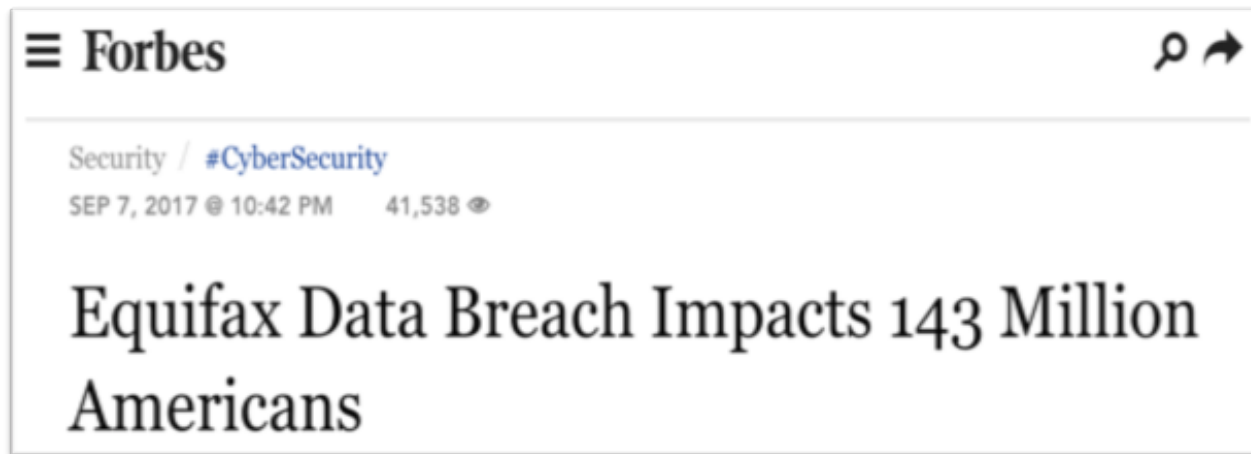 Forbes
Security / #CyberSecurity
SEP 7, 2017 @ 10:42 PM 41,538
Equifax Data Breach Impacts 143 Million
Americans